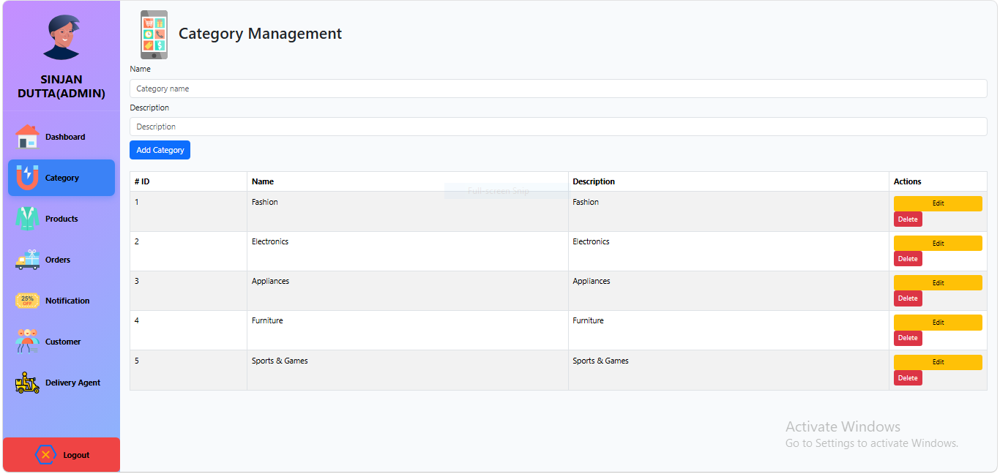 SINJAN
DUTTA(ADMIN)
Dashboard
Category
Products
Orders
25%
OFF
Notification
Customer
Delivery Agent
Logout
Category Management
Name
Category name
Description
Description
Add Category
# ID Name Description Actions
Full-screen Snip
1 Fashion Fashion Edit
Delete
2 Electronics Electronics Edit
Delete
3 Appliances Appliances Edit
Delete
4 Furniture Furniture Edit
Delete
5 Sports & Games Sports & Games Edit
Delete
Activate Windows
Go to Settings to activate Windows.